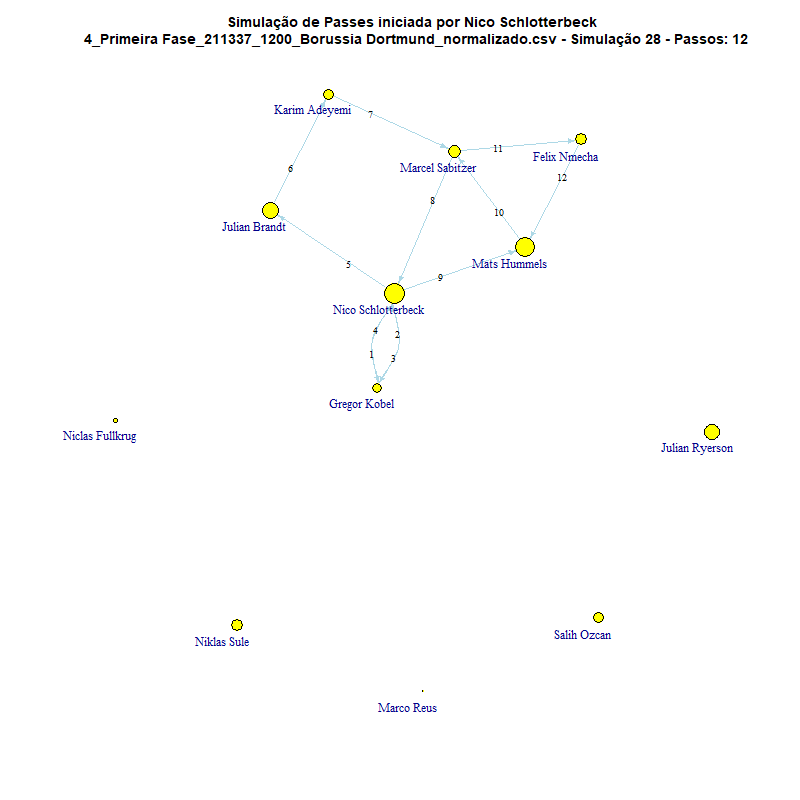 Simulação de Passes iniciada por Nico Schlotterbeck
4_Primeira Fase_211337_1200_Borussia Dortmund_normalizado.csv - Simulação 28 - Passos: 12
Karim Adeyemi
7
11
Marcel Sabitzer
Felix Nmecha
6
12
8
10
Julian Brandt
5
9
Mats Hummels
Nico Schlotterbeck
4
2
1
3
Gregor Kobel
Niclas Fullkrug
Julian Ryerson
Niklas Sule
Salih Ozcan
Marco Reus